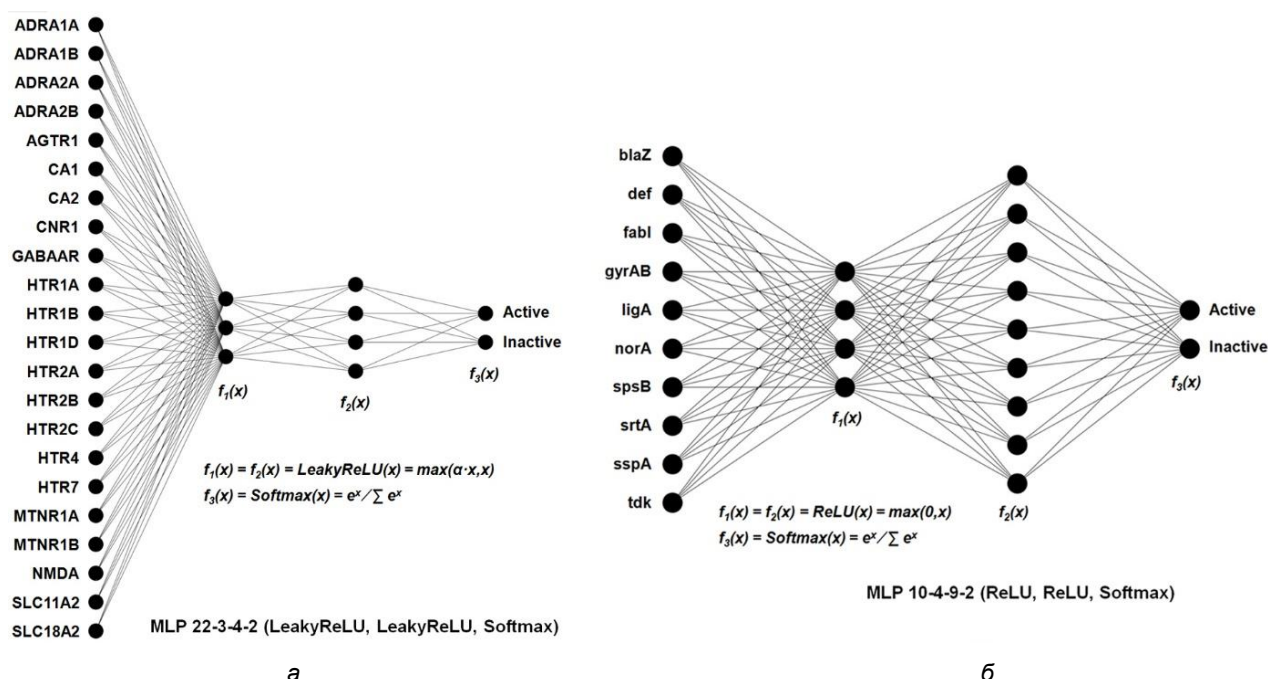 ADRA1A
ADRA1B
ADRA2A
ADRA2B
AGTR1
CA1
CA2
CNR1
GABAAR
HTR1A
HTR1B
HTR1D
HTR2A
HTR2B
HTR2C
HTR4
HTR7
MTNR1A
MTNR1B
NMDA
SLC11A2
SLC18A2
f₁(x)
f₂(x)
Active
Inactive
f₃(x)
f₁(x) = f₂(x) = LeakyReLU(x) = max(α·x,x)
f₃(x) = Softmax(x) = eˣ ⁄ ∑ eˣ
MLP 22-3-4-2 (LeakyReLU, LeakyReLU, Softmax)
а
blaZ
def
fabI
gyrAB
ligA
norA
spsB
srtA
sspA
tdk
f₁(x)
f₂(x)
Active
Inactive
f₃(x)
f₁(x) = f₂(x) = ReLU(x) = max(0,x)
f₃(x) = Softmax(x) = eˣ ⁄ ∑ eˣ
MLP 10-4-9-2 (ReLU, ReLU, Softmax)
б